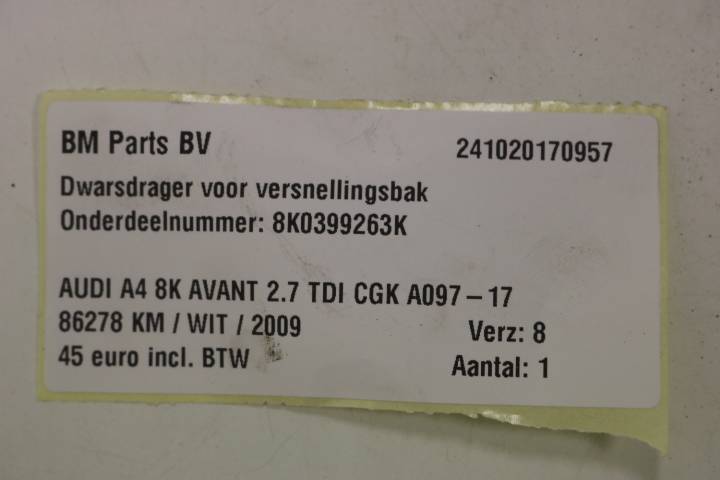 BM Parts BV 241020170957
Dwarsdrager voor versnellingsbak
Onderdeelnummer: 8K0399263K
AUDI A4 8K AVANT 2.7 TDI CGK A097 – 17
86278 KM / WIT / 2009 Verz: 8
45 euro incl. BTW Aantal: 1